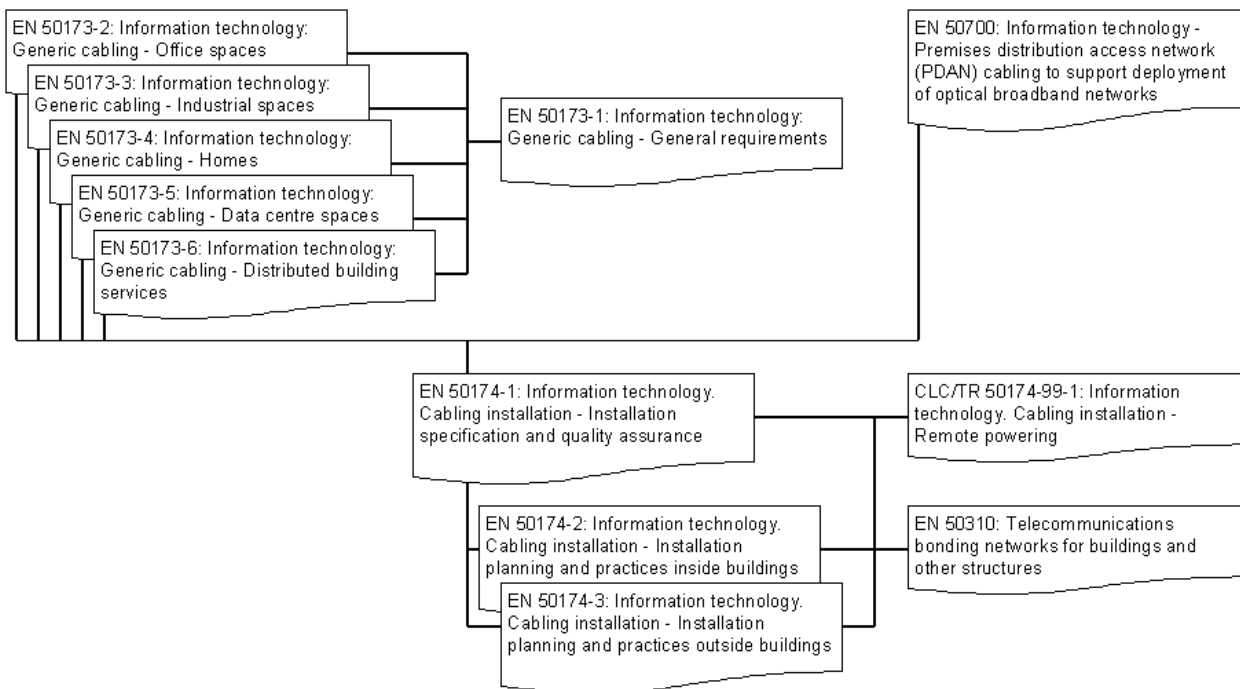 EN 50173-2: Information technology:
Generic cabling - Office spaces
EN 50173-3: Information technology:
Generic cabling - Industrial spaces
EN 50173-4: Information technology:
Generic cabling - Homes
EN 50173-5: Information technology:
Generic cabling - Data centre spaces
EN 50173-6: Information technology:
Generic cabling - Distributed building
services
EN 50173-1: Information technology:
Generic cabling - General requirements
EN 50700: Information technology -
Premises distribution access network
(PDAN) cabling to support deployment
of optical broadband networks
EN 50174-1: Information technology.
Cabling installation - Installation
specification and quality assurance
CLC/TR 50174-99-1: Information
technology. Cabling installation -
Remote powering
EN 50174-2: Information technology.
Cabling installation - Installation
planning and practices inside buildings
EN 50174-3: Information technology.
Cabling installation - Installation
planning and practices outside buildings
EN 50310: Telecommunications
bonding networks for buildings and
other structures